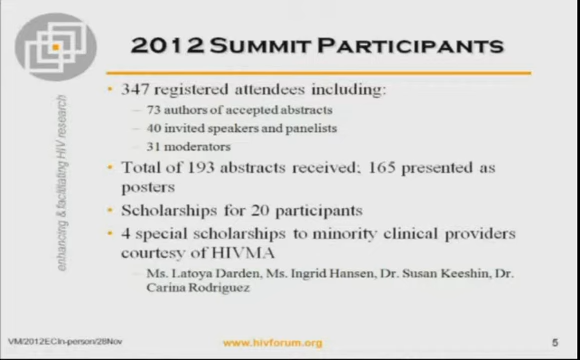 2012 SUMMIT PARTICIPANTS
enhancing & facilitating HIV research
• 347 registered attendees including:
– 73 authors of accepted abstracts
– 40 invited speakers and panelists
– 31 moderators
• Total of 193 abstracts received; 165 presented as
posters
• Scholarships for 20 participants
• 4 special scholarships to minority clinical providers
courtesy of HIVMA
– Ms. Latoya Darden, Ms. Ingrid Hansen, Dr. Susan Keeshin, Dr.
Carina Rodriguez
VM/2012ECIn-person/28Nov
www.hivforum.org
5